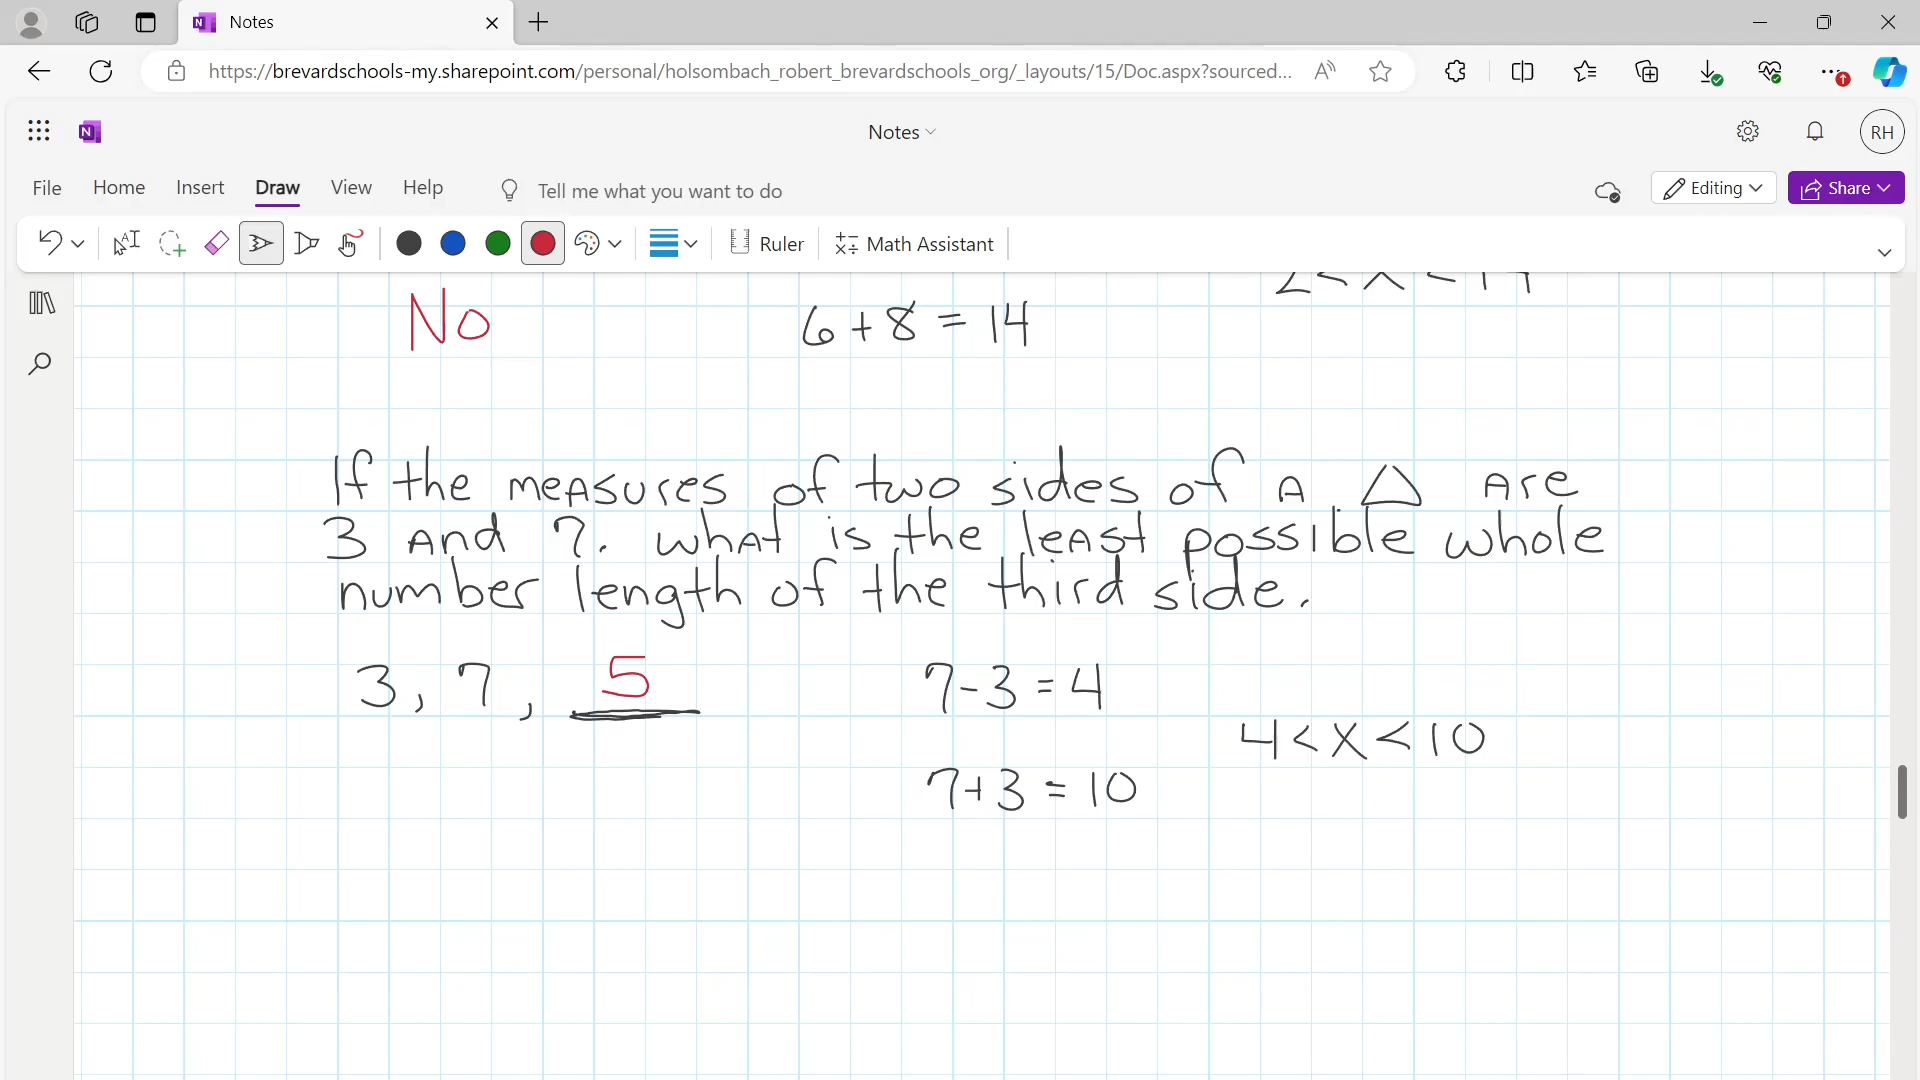 Notes
https://brevardschools-my.sharepoint.com/personal/holsombach_robert_brevardschools_org/_layouts/15/Doc.aspx?sourced...
Notes
RH
File Home Insert Draw View Help Tell me what you want to do Editing Share
Ruler Math Assistant
2 < x < 14
No
6 + 8 = 14
If the measures of two sides of a △ are
3 and 7. what is the least possible whole
number length of the third side.
3, 7, 5
7 - 3 = 4
4 < x < 10
7 + 3 = 10